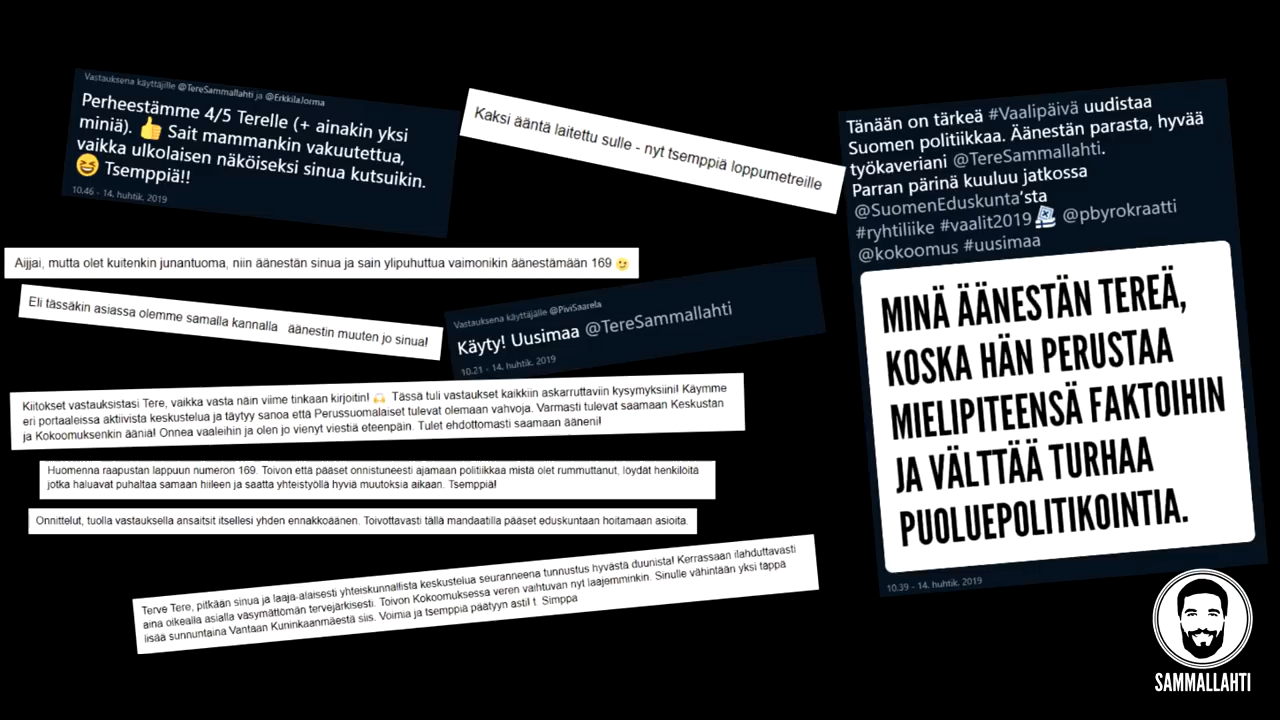 Vastauksena käyttäjille @TereSammallahti ja @ErkkilaJorma
Perheestämme 4/5 Terelle (+ ainakin yksi
miniä). 👍 Sait mammankin vakuutettua,
vaikka ulkolaisen näköiseksi sinua kutsuikin.
😆 Tsemppiä!!
10.46 - 14. huhtik. 2019
Kaksi ääntä laitettu sulle - nyt tsemppiä loppumetreille
Aijjai, mutta olet kuitenkin junantuoma, niin äänestän sinua ja sain ylipuhuttua vaimonikin äänestämään 169 😉
Eli tässäkin asiassa olemme samalla kannalla äänestin muuten jo sinua!
Vastauksena käyttäjälle @PiviSaarela
Käyty! Uusimaa @TereSammallahti
10.21 - 14. huhtik. 2019
Kiitokset vastauksistasi Tere, vaikka vasta näin viime tinkaan kirjoitin! 🙌 Tässä tuli vastaukset kaikkiin askarruttaviin kysymyksiini! Käymme
eri portaaleissa aktiivista keskustelua ja täytyy sanoa että Perussuomalaiset tulevat olemaan vahvoja. Varmasti tulevat saamaan Keskustan
ja Kokoomuksenkin ääniä! Onnea vaaleihin ja olen jo vienyt viestiä eteenpäin. Tulet ehdottomasti saamaan ääneni!
Huomenna raapustan lappuun numeron 169. Toivon että pääset onnistuneesti ajamaan politiikkaa mistä olet rummuttanut, löydät henkilöitä
jotka haluavat puhaltaa samaan hiileen ja saatta yhteistyöllä hyviä muutoksia aikaan. Tsemppiä!
Onnittelut, tuolla vastauksella ansaitsit itsellesi yhden ennakkoäänen. Toivottavasti tällä mandaatilla pääset eduskuntaan hoitamaan asioita.
Terve Tere, pitkään sinua ja laaja-alaisesti yhteiskunnallista keskustelua seuranneena tunnustus hyvästä duunista! Kerrassaan ilahduttavasti
aina oikealla asialla väsymättömän tervejärkisesti. Toivon Kokoomuksessa veren vaihtuvan nyt laajemminkin. Sinulle vähintään yksi täppä
lisää sunnuntaina Vantaan Kuninkaanmäestä siis. Voimia ja tsemppiä päätyyn asti! t. Simppa
Tänään on tärkeä #Vaalipäivä uudistaa
Suomen politiikkaa. Äänestän parasta, hyvää
työkaveriani @TereSammallahti.
Parran pärinä kuuluu jatkossa
@SuomenEduskunta'sta
#ryhtiliike #vaalit2019 @pbyrokraatti
@kokoomus #uusimaa
MINÄ ÄÄNESTÄN TEREÄ,
KOSKA HÄN PERUSTAA
MIELIPITEENSÄ FAKTOIHIN
JA VÄLTTÄÄ TURHAA
PUOLUEPOLITIKOINTIA.
10.39 - 14. huhtik. 2019
SAMMALLAHTI